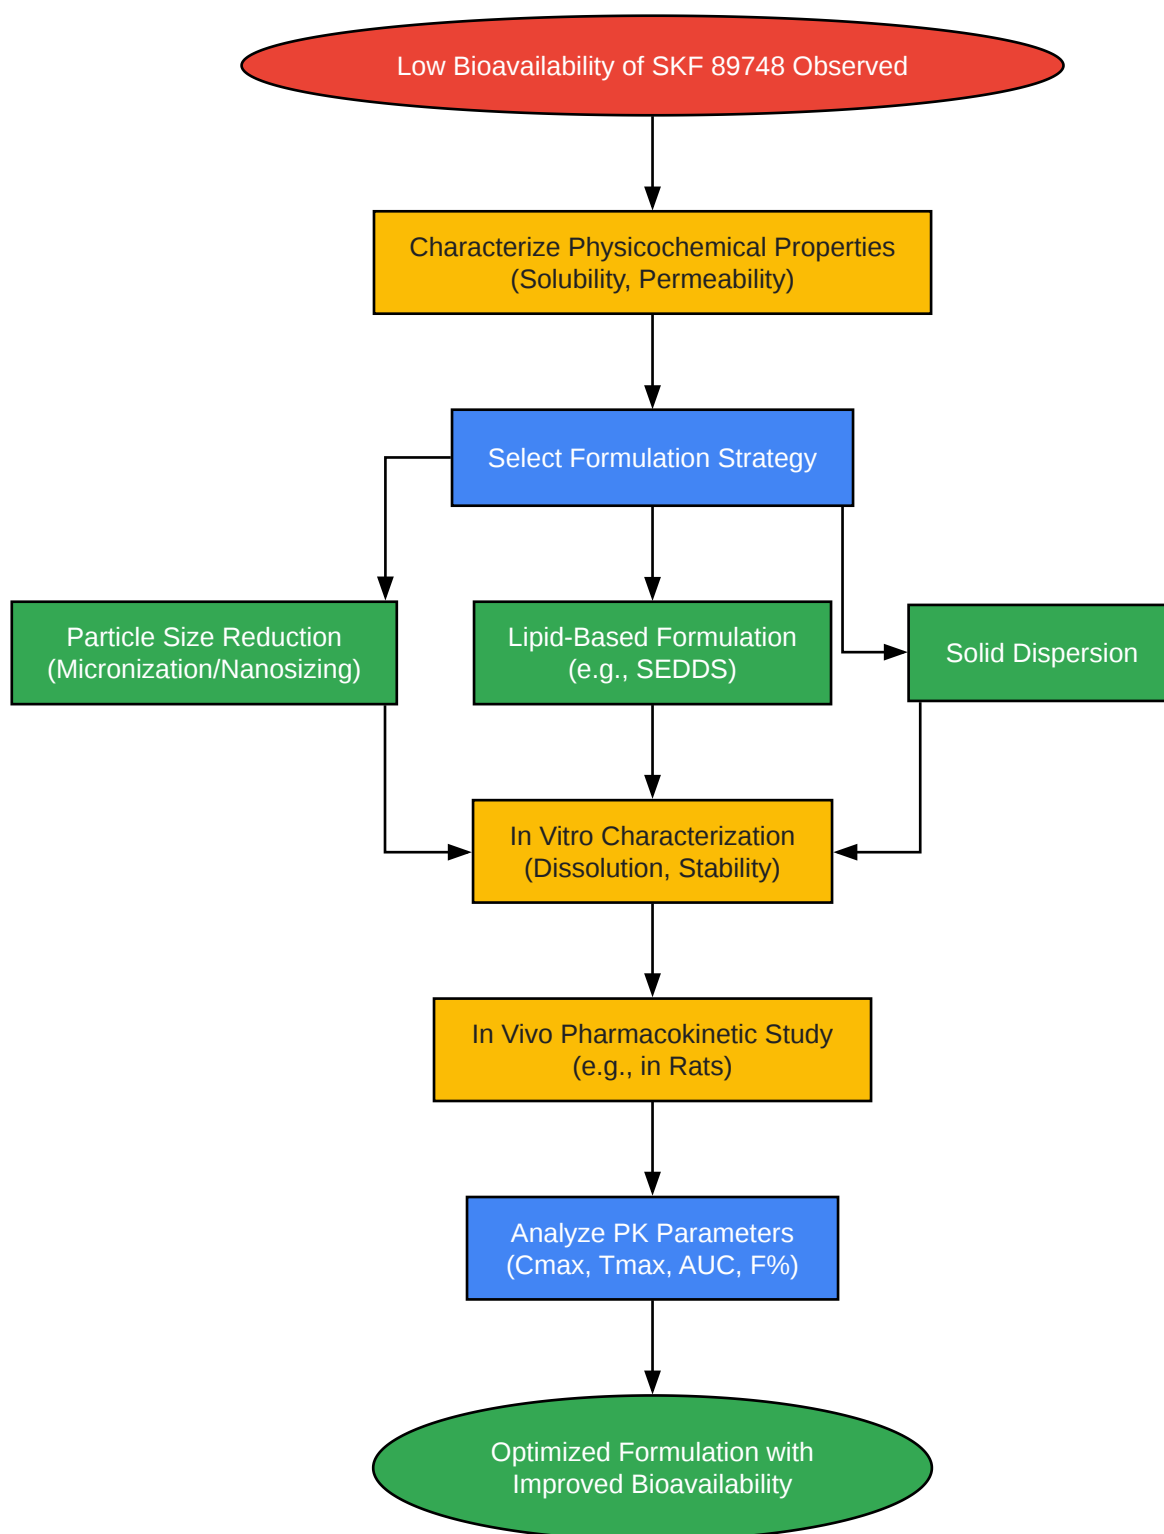 Low Bioavailability of SKF 89748 Observed
Characterize Physicochemical Properties
(Solubility, Permeability)
Select Formulation Strategy
Particle Size Reduction
(Micronization/Nanosizing)
Lipid-Based Formulation
(e.g., SEDDS)
Solid Dispersion
In Vitro Characterization
(Dissolution, Stability)
In Vivo Pharmacokinetic Study
(e.g., in Rats)
Analyze PK Parameters
(Cmax, Tmax, AUC, F%)
Optimized Formulation with
Improved Bioavailability